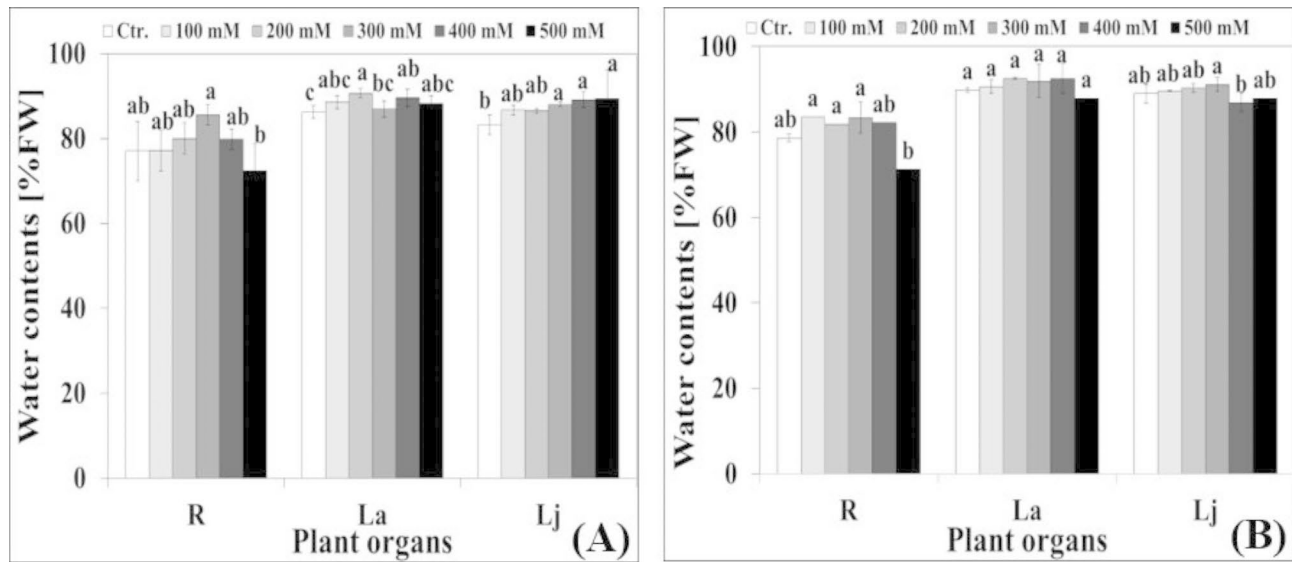 Ctr. 100 mM 200 mM 300 mM 400 mM 500 mM
Water contents [%FW]
100
80
60
40
20
0
ab ab ab a ab b
c abc a bc ab abc
b ab ab a a a
R La Lj
Plant organs
(A)
Ctr. 100 mM 200 mM 300 mM 400 mM 500 mM
Water contents [%FW]
100
80
60
40
20
0
ab a a a ab b
a a a a a a
ab ab ab a b ab
R La Lj
Plant organs
(B)